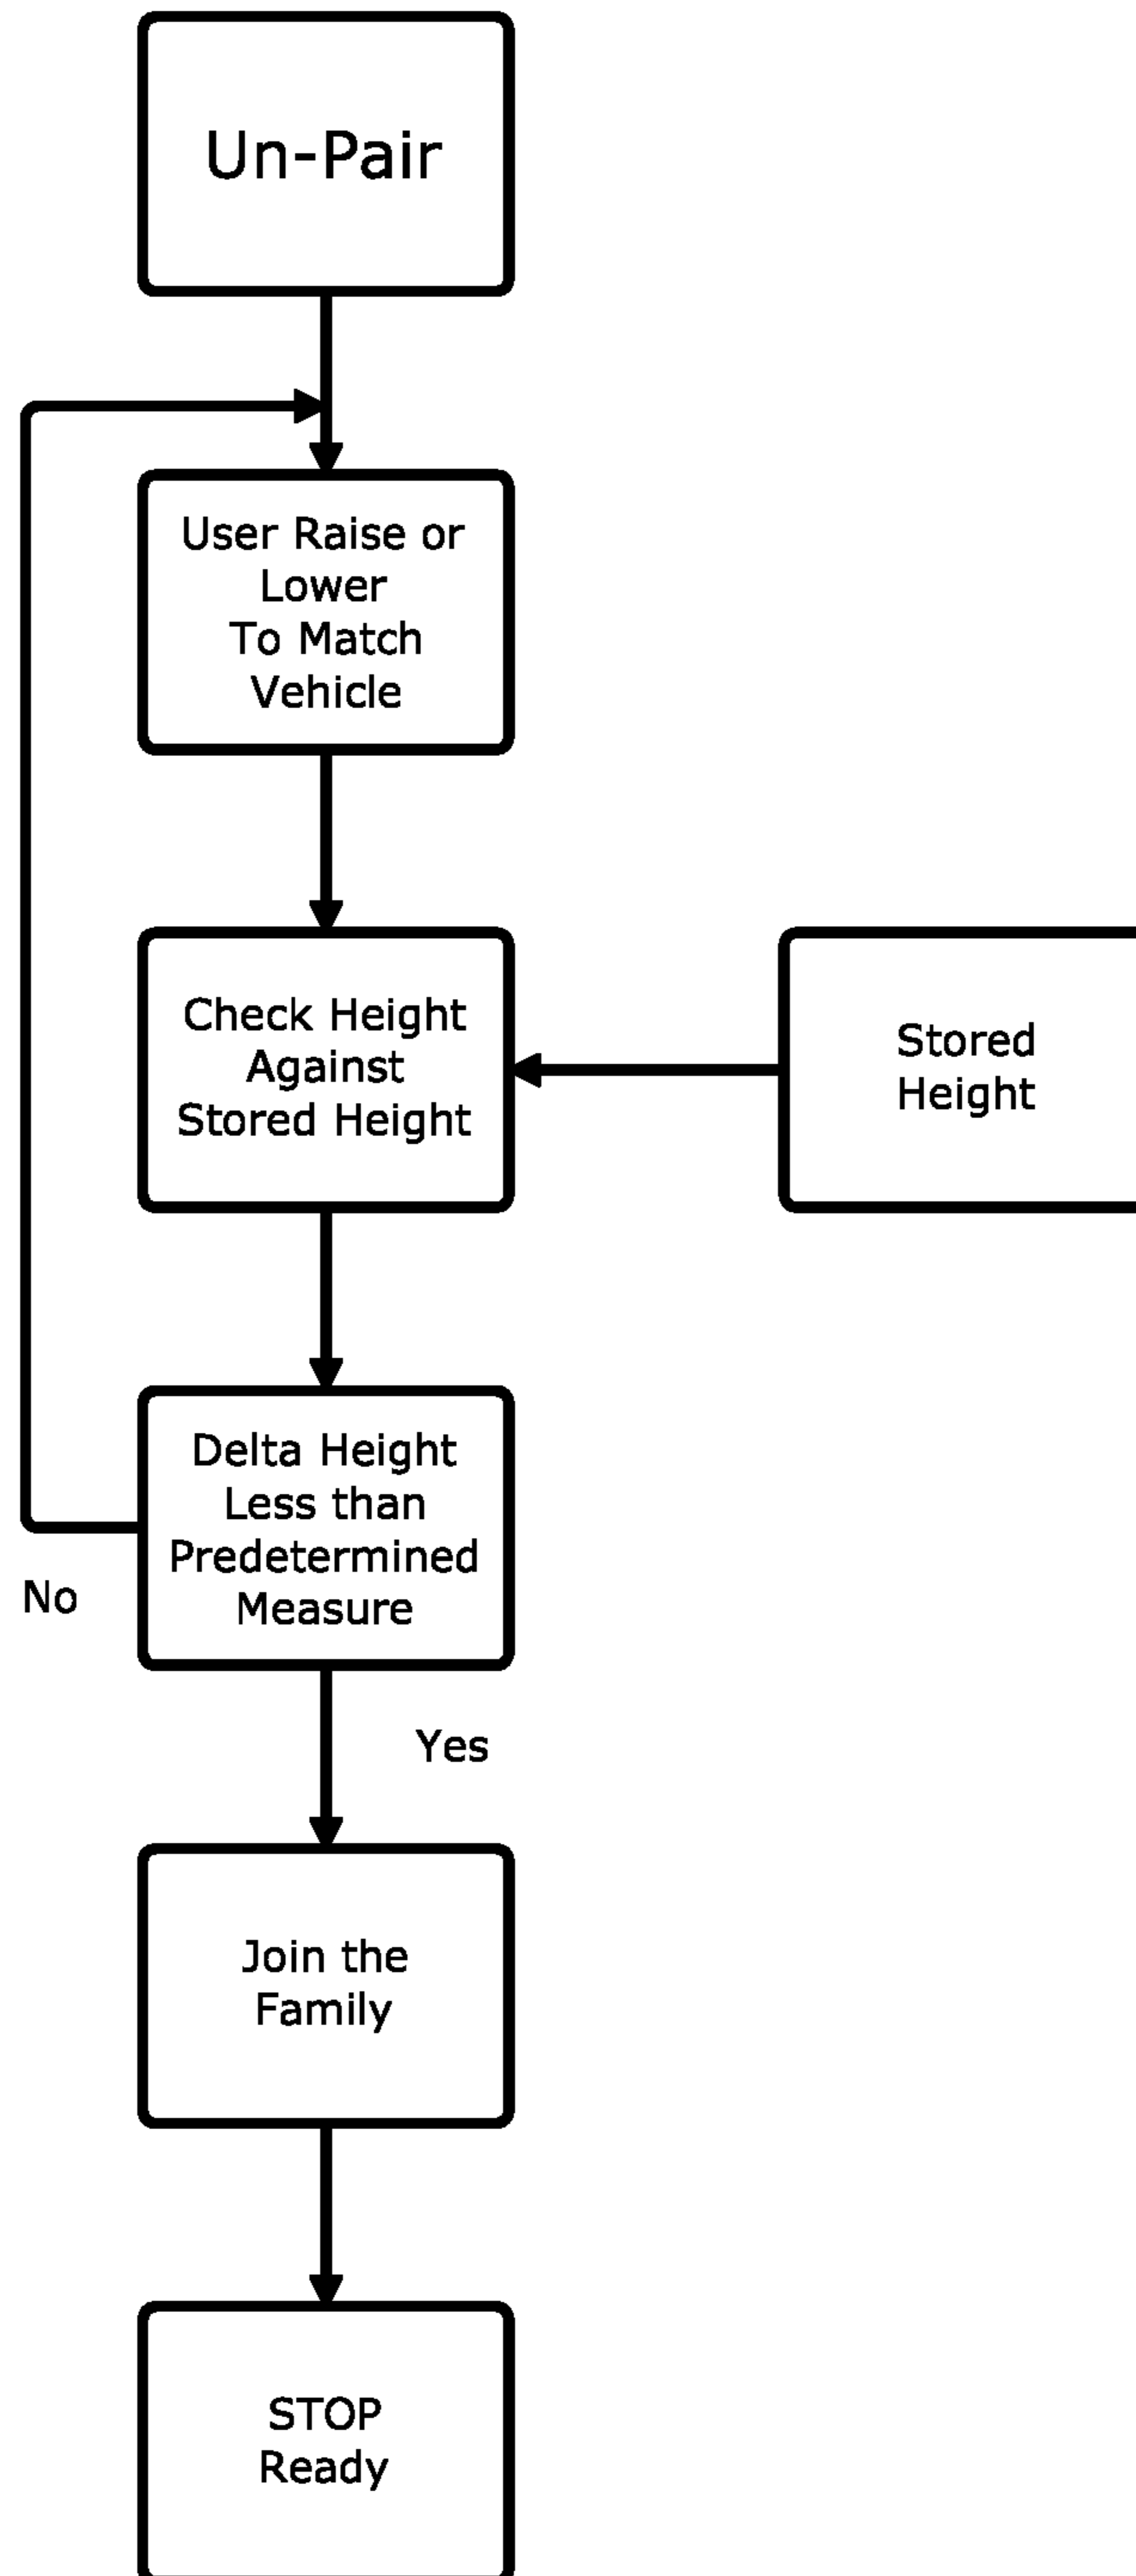 Un-Pair
User Raise or
Lower
To Match
Vehicle
Check Height
Against
Stored Height
Stored
Height
Delta Height
Less than
Predetermined
Measure
No
Yes
Join the
Family
STOP
Ready